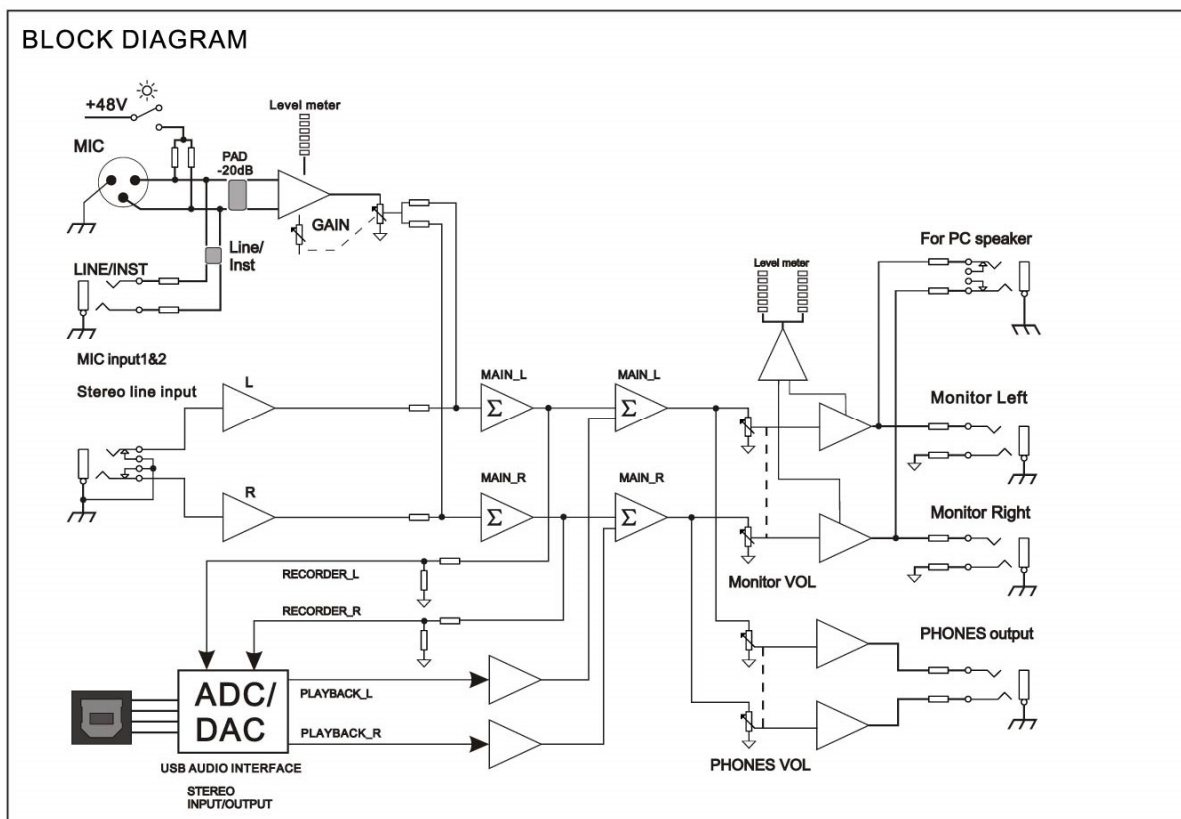 BLOCK DIAGRAM
+48V
MIC
PAD
-20dB
Level meter
GAIN
Line/
Inst
LINE/INST
MIC input1&2
Stereo line input
L
R
MAIN_L
Σ
MAIN_R
Σ
MAIN_L
Σ
MAIN_R
Σ
Level meter
For PC speaker
Monitor Left
Monitor Right
Monitor VOL
PHONES output
PHONES VOL
RECORDER_L
RECORDER_R
ADC/
DAC
PLAYBACK_L
PLAYBACK_R
USB AUDIO INTERFACE
STEREO
INPUT/OUTPUT